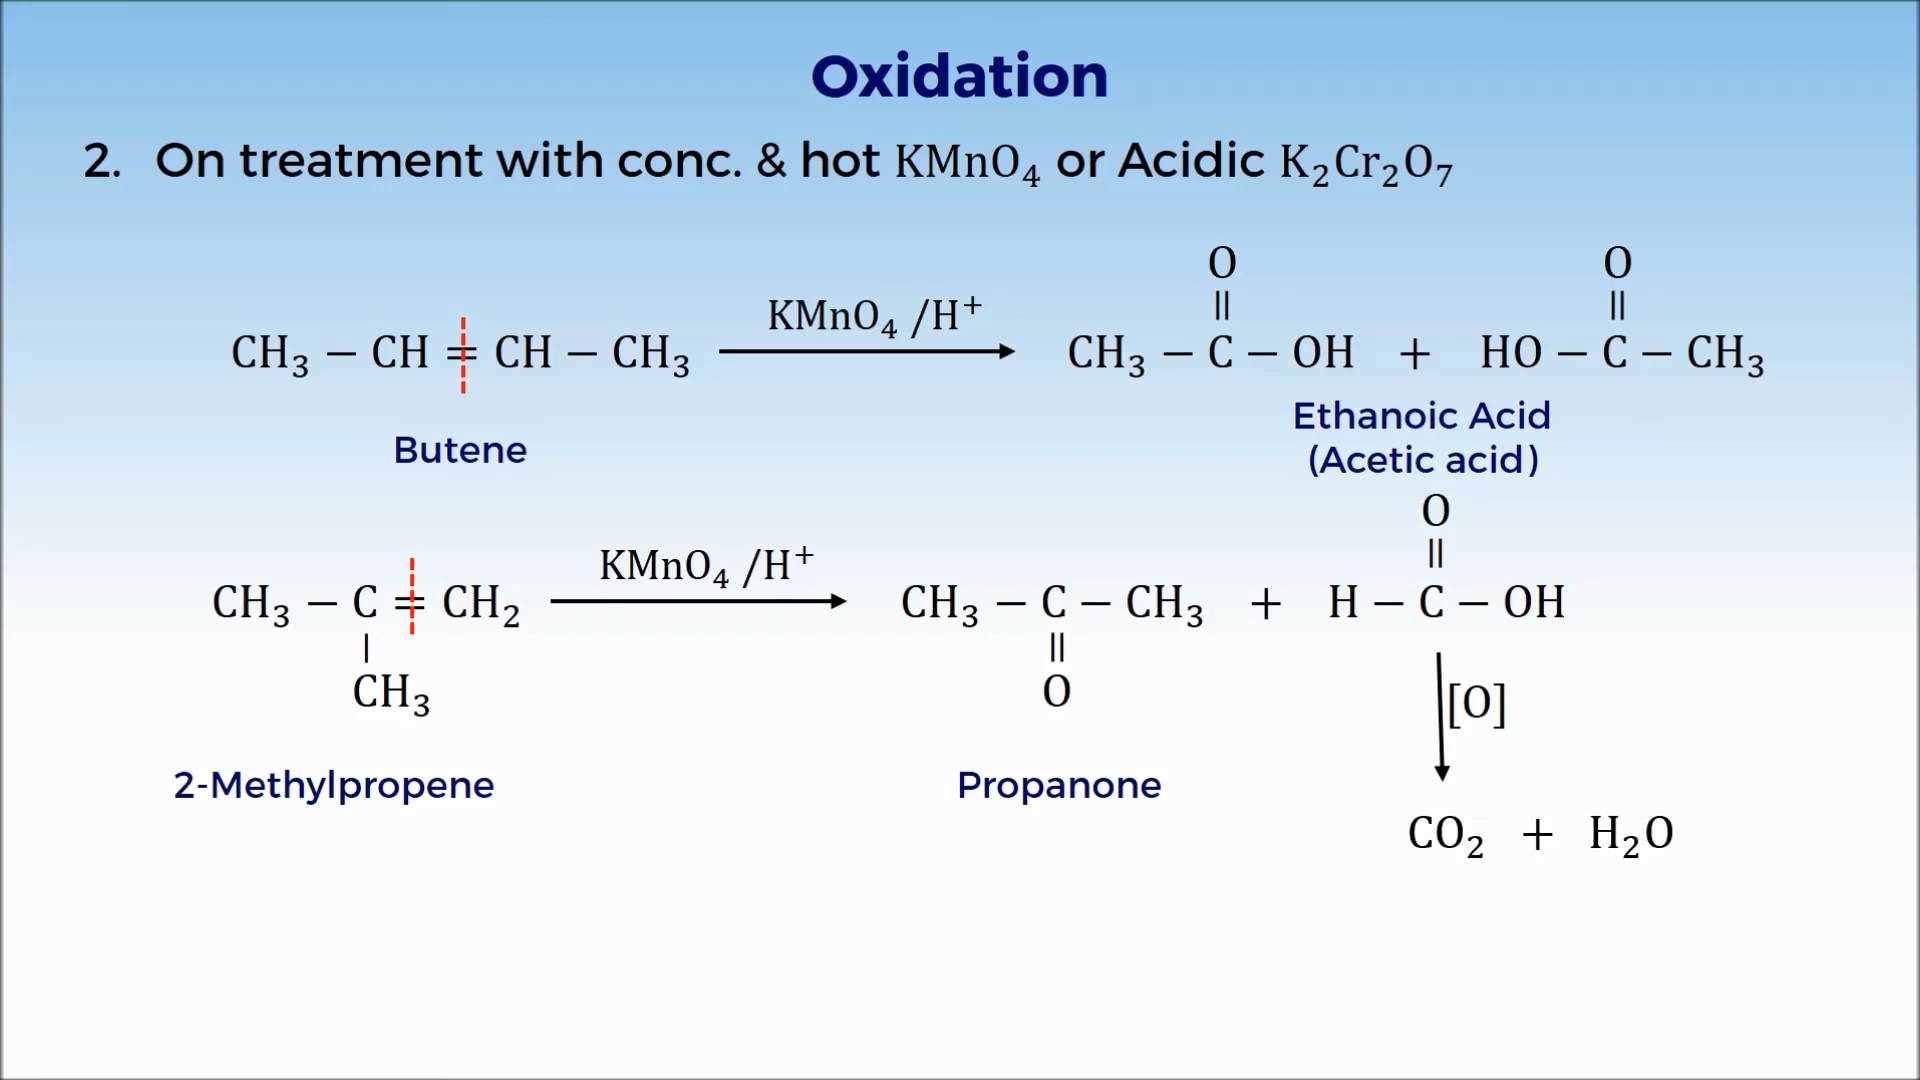 Oxidation
2. On treatment with conc. & hot KMnO₄ or Acidic K₂Cr₂O₇
O O
|| ||
KMnO₄ /H⁺
CH₃ − CH = CH − CH₃ CH₃ − C − OH + HO − C − CH₃
Ethanoic Acid
Butene
(Acetic acid)
O
||
KMnO₄ /H⁺
CH₃ − C = CH₂ CH₃ − C − CH₃ + H − C − OH
| ||
CH₃ O [O]
2-Methylpropene Propanone
CO₂ + H₂O